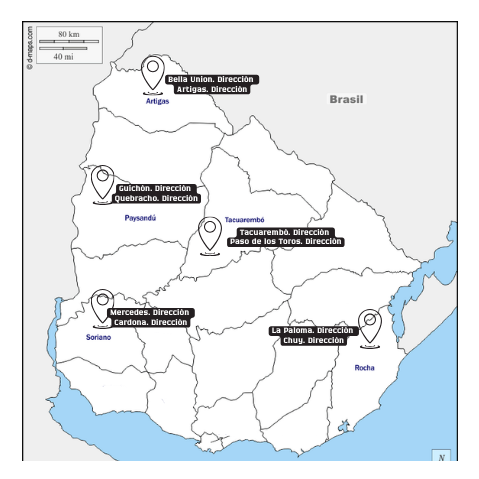 © d-maps.com
80 km
40 mi
Bella Union. Dirección
Artigas. Dirección
Artigas
Brasil
Guichón. Dirección
Quebracho. Dirección
Paysandú
Tacuarembó
Tacuarembó. Dirección
Paso de los Toros. Dirección
Mercedes. Dirección
Cardona. Dirección
Soriano
La Paloma. Dirección
Chuy. Dirección
Rocha
N